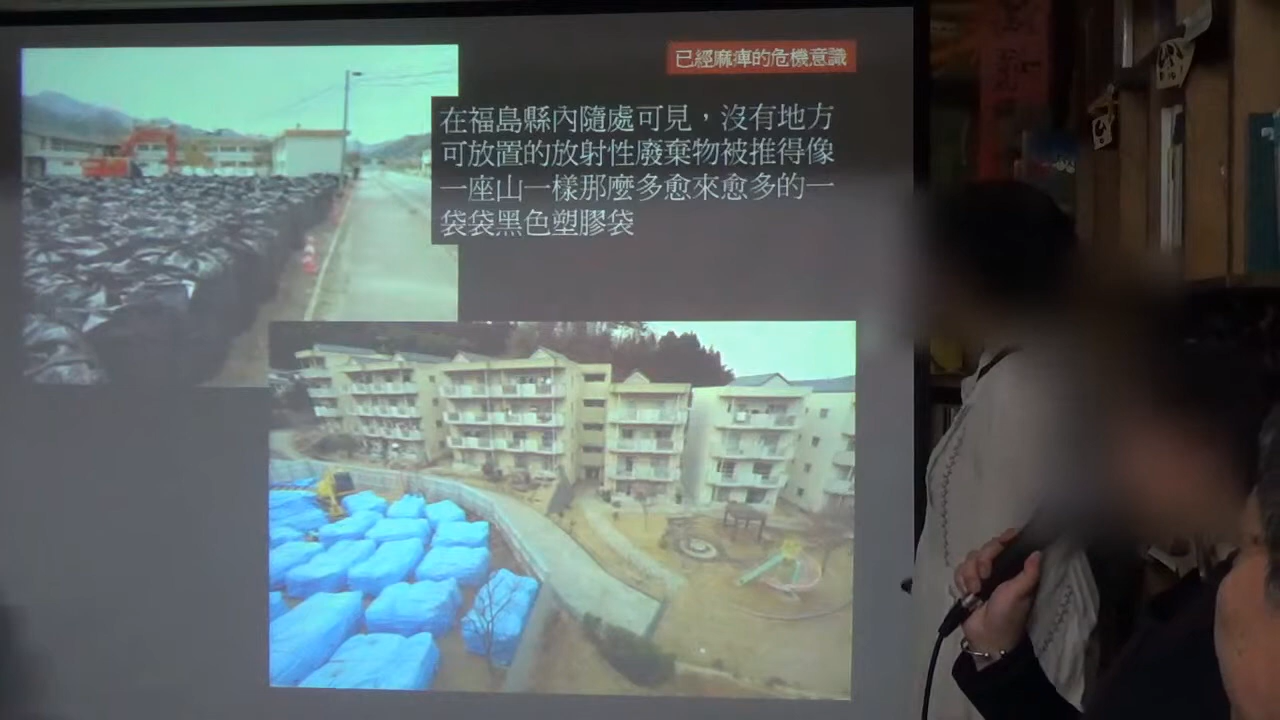 已經麻痺的危機意識
在福島縣內隨處可見，沒有地方
可放置的放射性廢棄物被推得像
一座山一樣那麼多愈來愈多的一
袋袋黑色塑膠袋